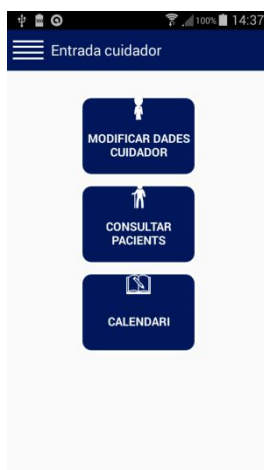 100% 14:37
Entrada cuidador
MODIFICAR DADES
CUIDADOR
CONSULTAR
PACIENTS
CALENDARI